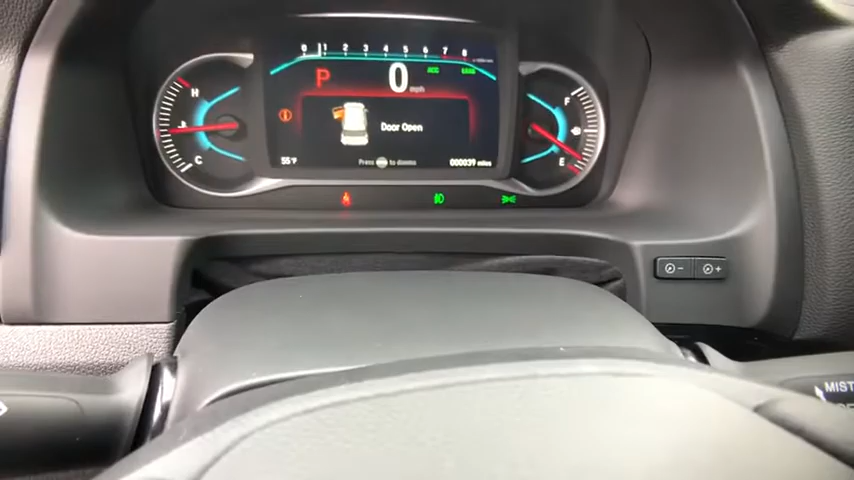 0 1 2 3 4 5 6 7 8
P 0 mph
ACC
H
C
F
E
Door Open
55°F
Press to dismiss
000039 miles
- +
MIST